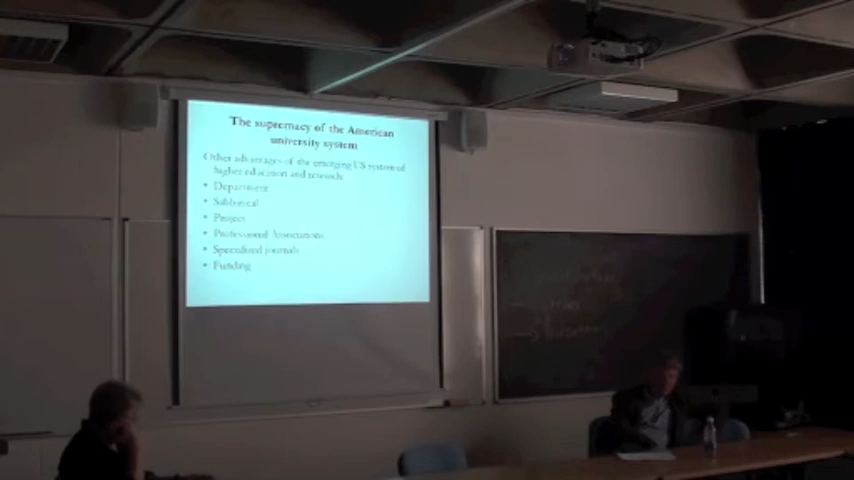 The supremacy of the American
university system
Other advantages of the emerging US system of
higher education and research:
• Department
• Sabbatical
• Project
• Professional Associations
• Specialised journals
• Funding